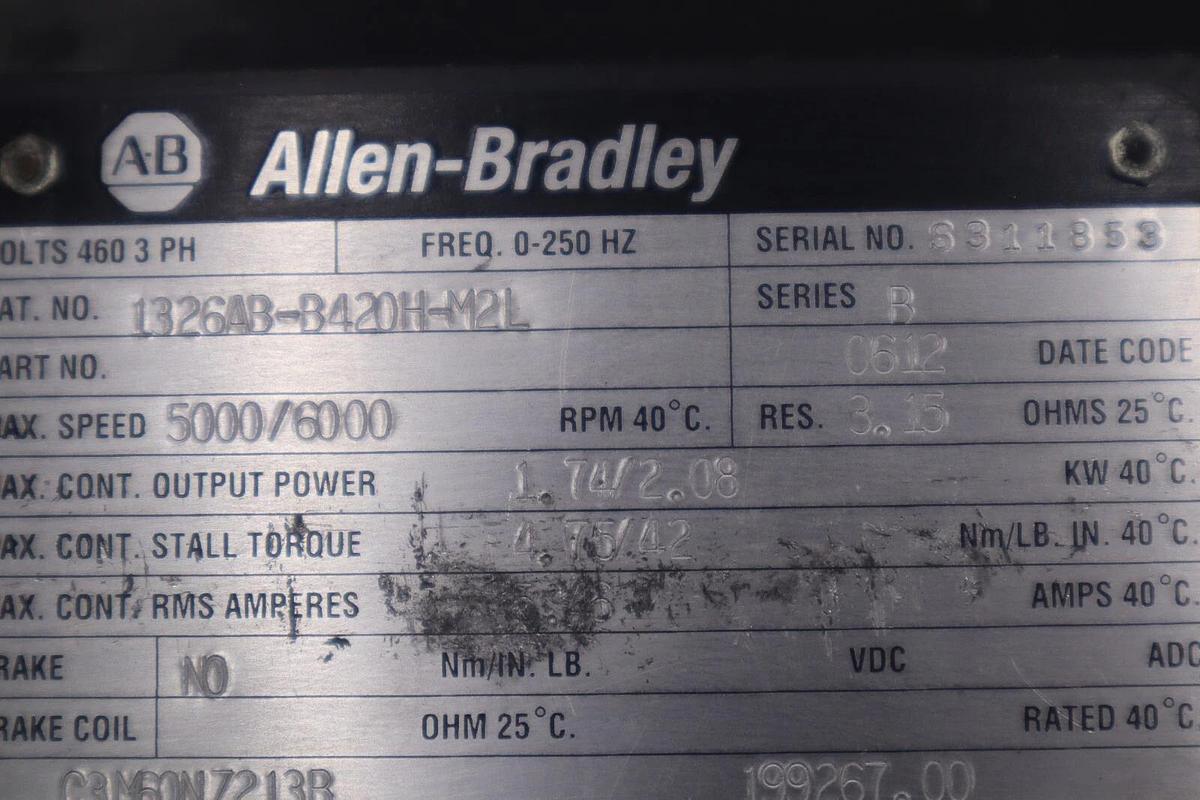 A-B Allen-Bradley
OLTS 460 3 PH FREQ. 0-250 HZ SERIAL NO. S311853
AT. NO. 1326AB-B420H-M2L SERIES B
ART NO. 0612 DATE CODE
AX. SPEED 5000/6000 RPM 40°C. RES. 3.15 OHMS 25°C.
AX. CONT. OUTPUT POWER 1.74/2.08 KW 40°C.
AX. CONT. STALL TORQUE 4.75/42 Nm/LB. IN. 40°C.
AX. CONT. RMS AMPERES AMPS 40°C.
RAKE NO Nm/IN. LB. VDC ADC
RAKE COIL OHM 25°C. RATED 40°C.
199267.00